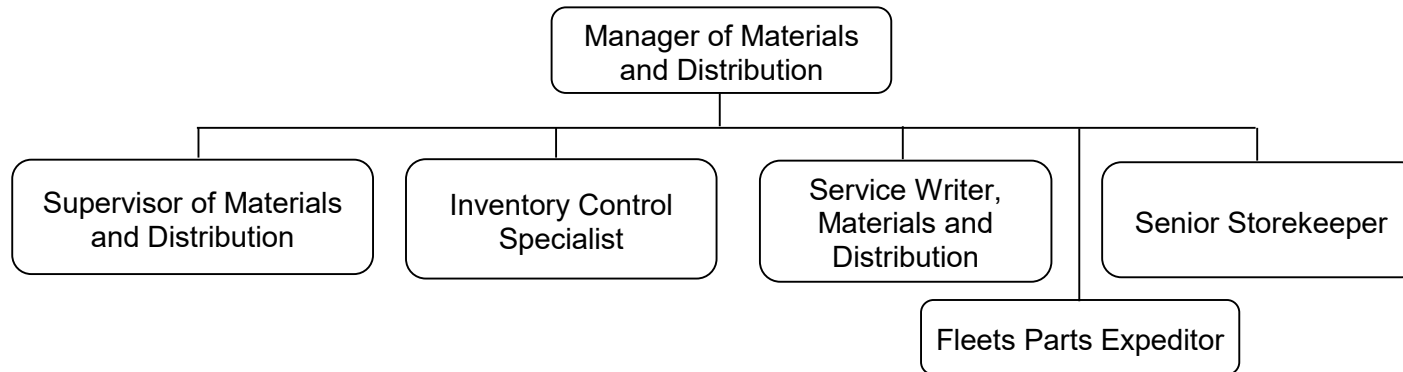 Manager of Materials
and Distribution
Supervisor of Materials
and Distribution
Inventory Control
Specialist
Service Writer,
Materials and
Distribution
Senior Storekeeper
Fleets Parts Expeditor